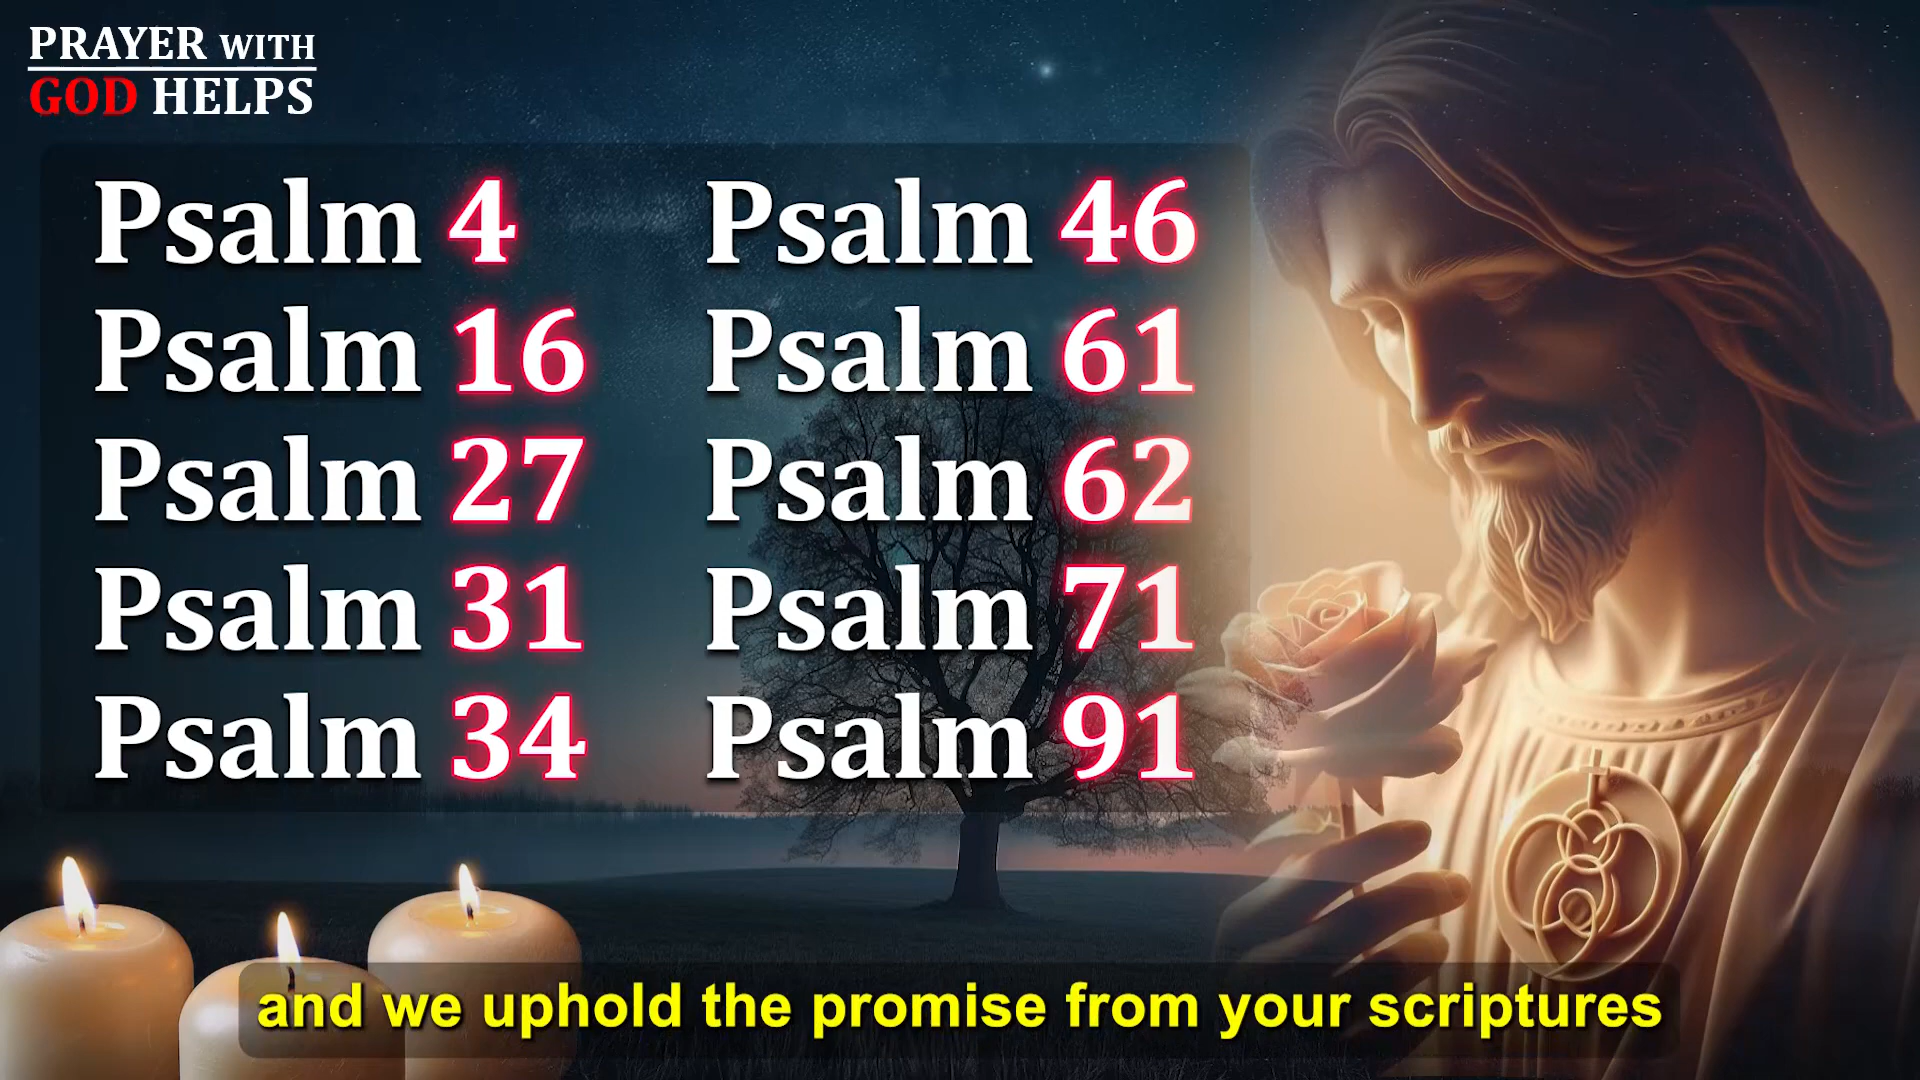 PRAYER WITH
GOD HELPS
Psalm 4
Psalm 16
Psalm 27
Psalm 31
Psalm 34
Psalm 46
Psalm 61
Psalm 62
Psalm 71
Psalm 91
and we uphold the promise from your scriptures